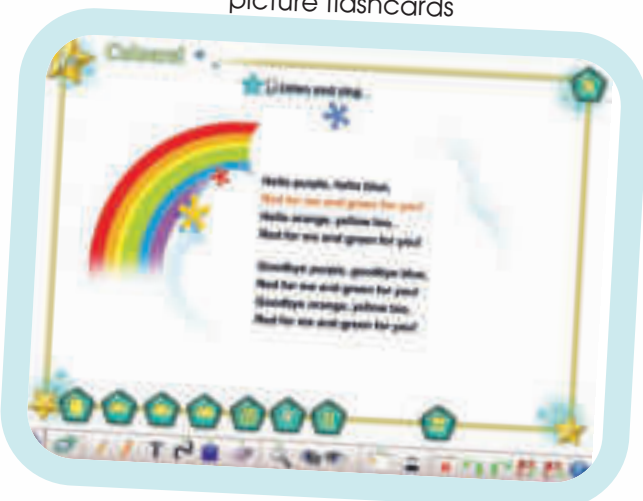 picture flashcards
Colours!
Listen and sing.
Hello purple, hello blue,
Red for me and green for you!
Hello orange, yellow too,
Red for me and green for you!
Goodbye purple, goodbye blue,
Red for me and green for you!
Goodbye orange, yellow too,
Red for me and green for you!